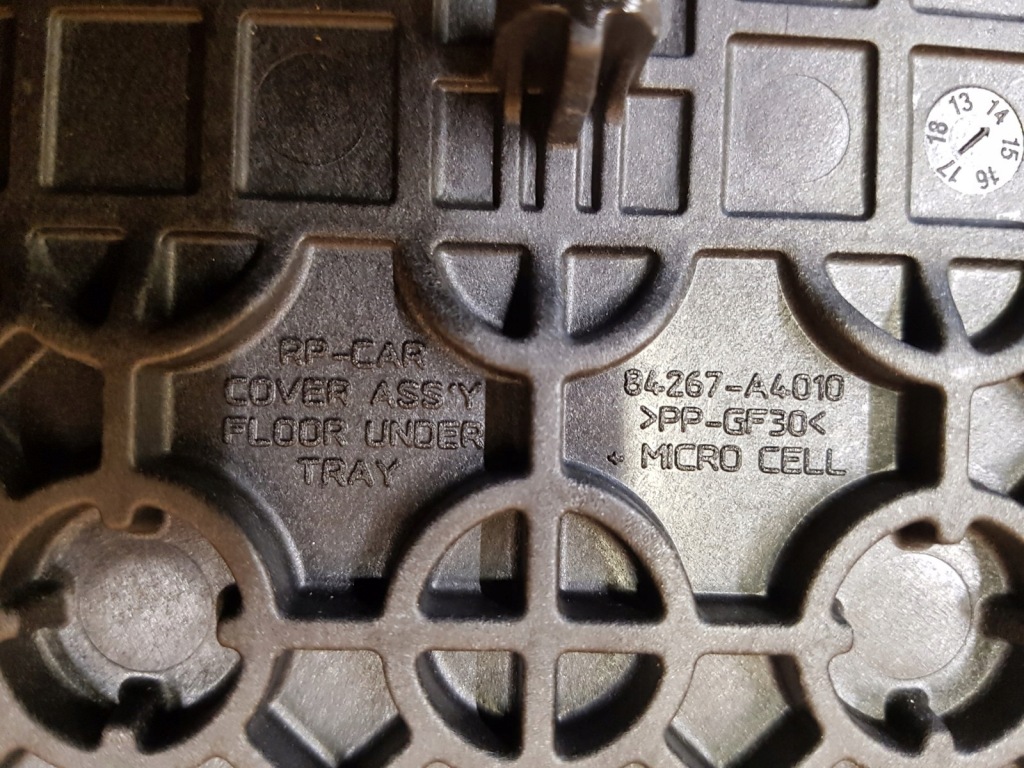 13 14 15 16 17 18
RP-CAR
COVER ASS'Y
FLOOR UNDER
TRAY
84267-A4010
>PP-GF30<
← MICRO CELL